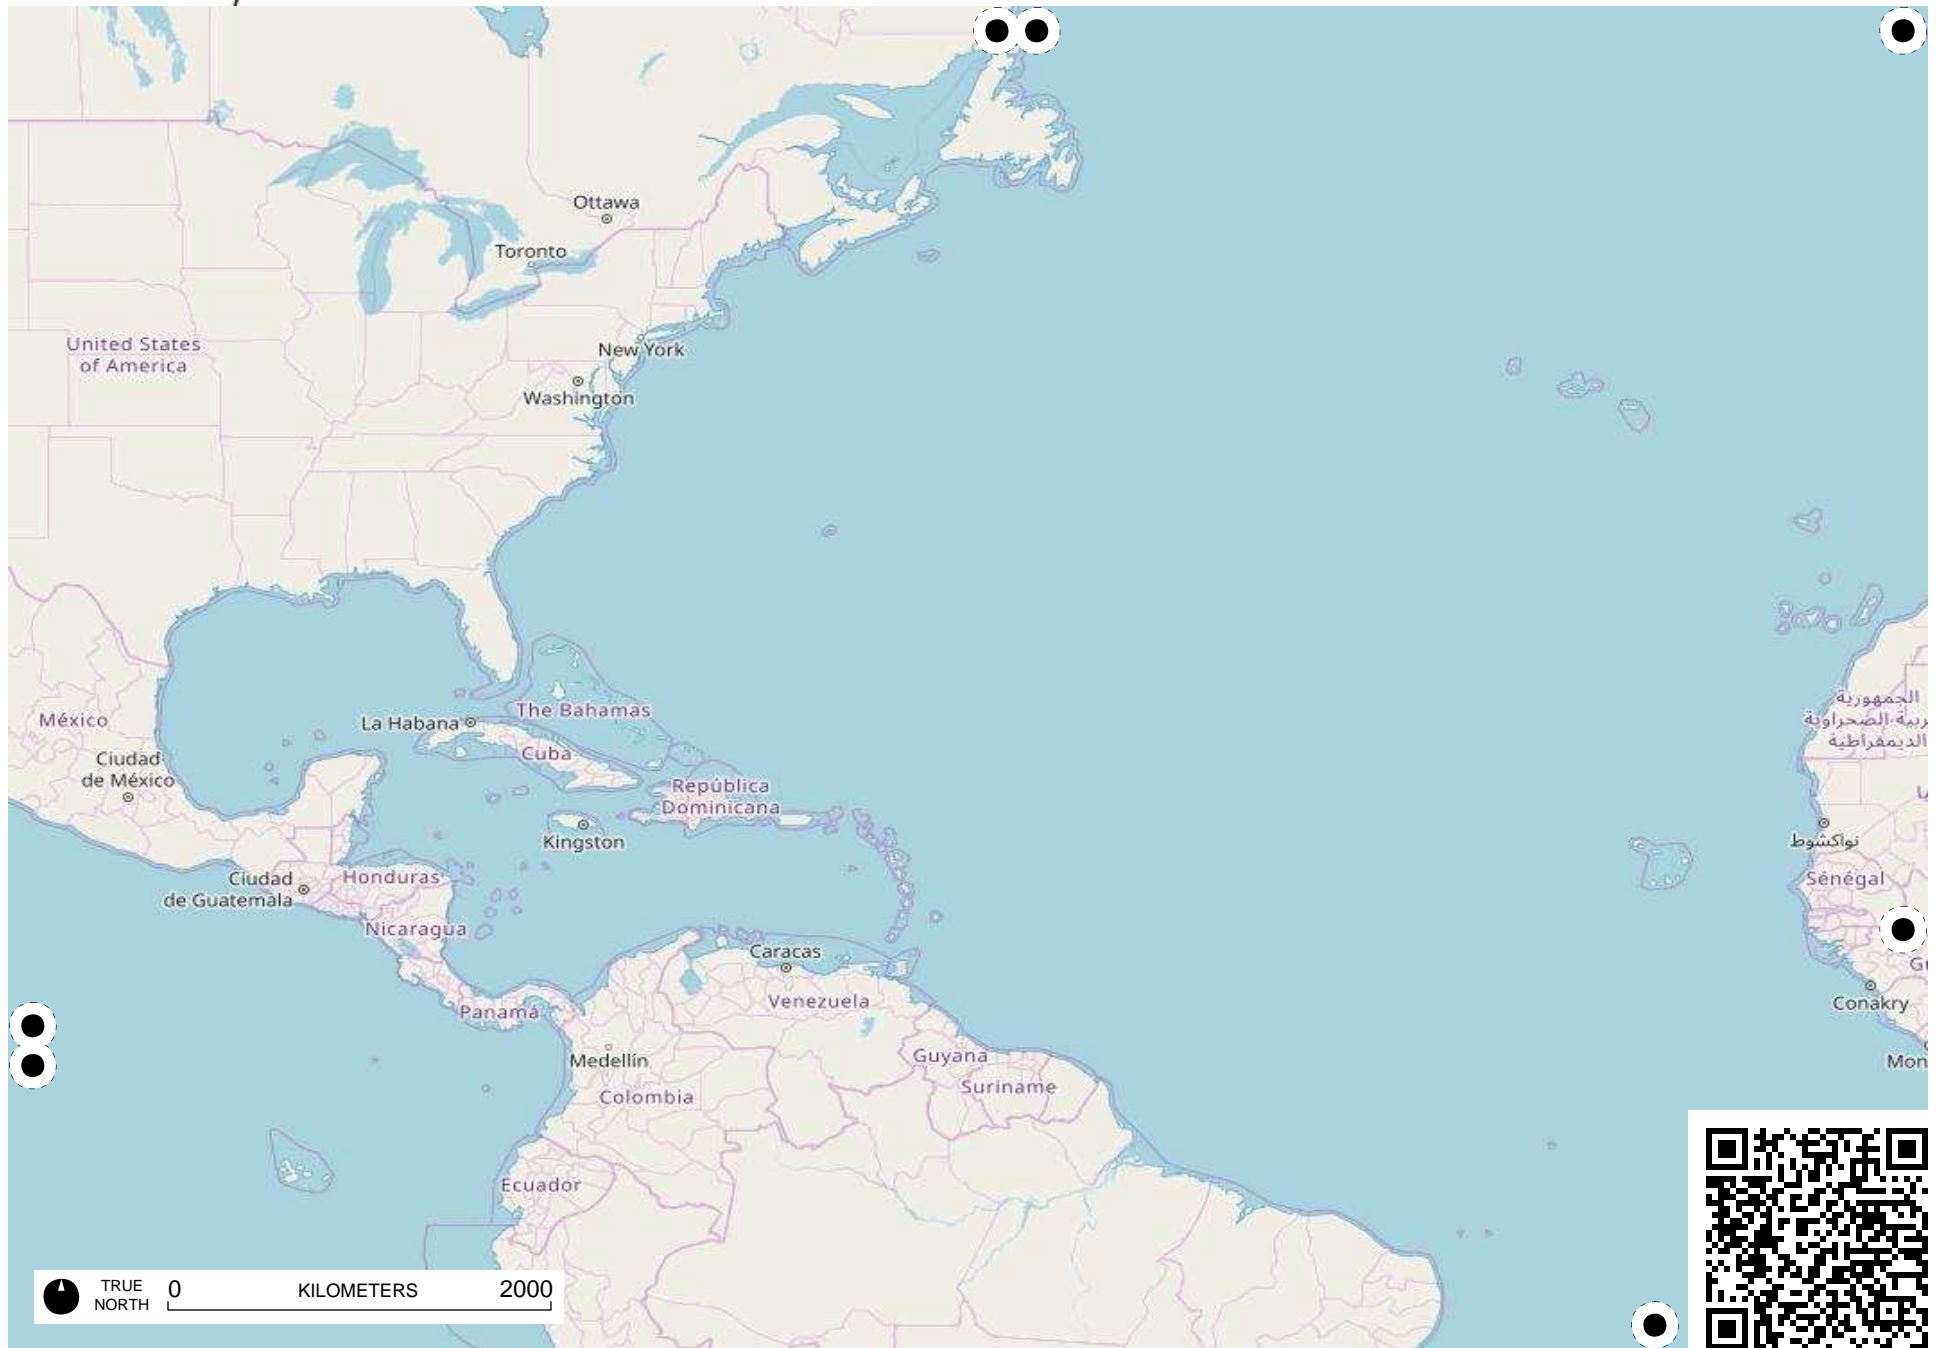 Ottawa
Toronto
New York
United States
of America
Washington
La Habana
The Bahamas
México
Cuba
الجمهورية
الديمقراطية
Ciudad
de México
República
Dominicana
Kingston
نواكشوط
Ciudad
de Guatemala
Honduras
Sénégal
Nicaragua
Caracas
Venezuela
Conakry
Panamá
Medellín
Guyana
Mon
Suriname
Colombia
Ecuador
TRUE
NORTH
0 KILOMETERS 2000